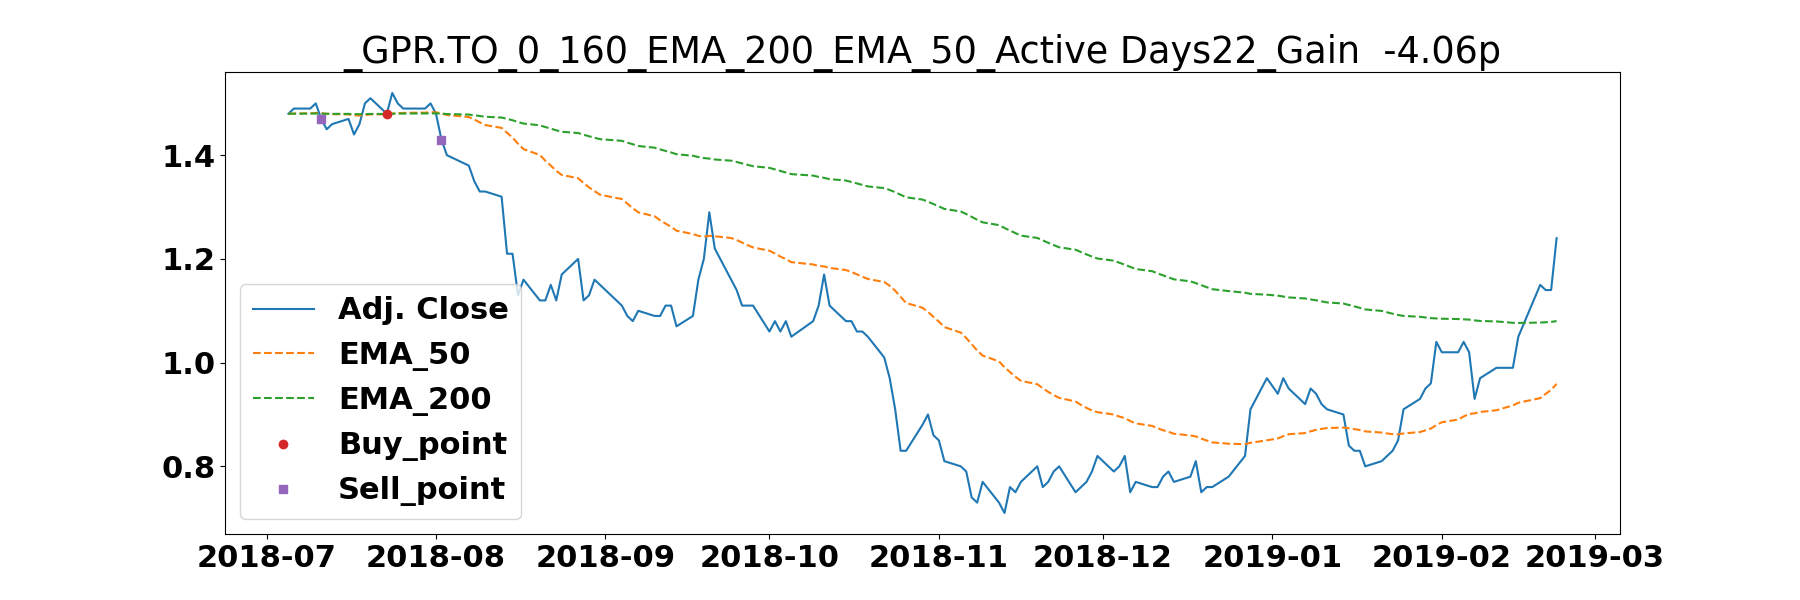 _GPR.TO_0_160_EMA_200_EMA_50_Active Days22_Gain  -4.06p
1.4
1.2
1.0
0.8
Adj. Close
EMA_50
EMA_200
Buy_point
Sell_point
2018-07 2018-08 2018-09 2018-10 2018-11 2018-12 2019-01 2019-02 2019-03